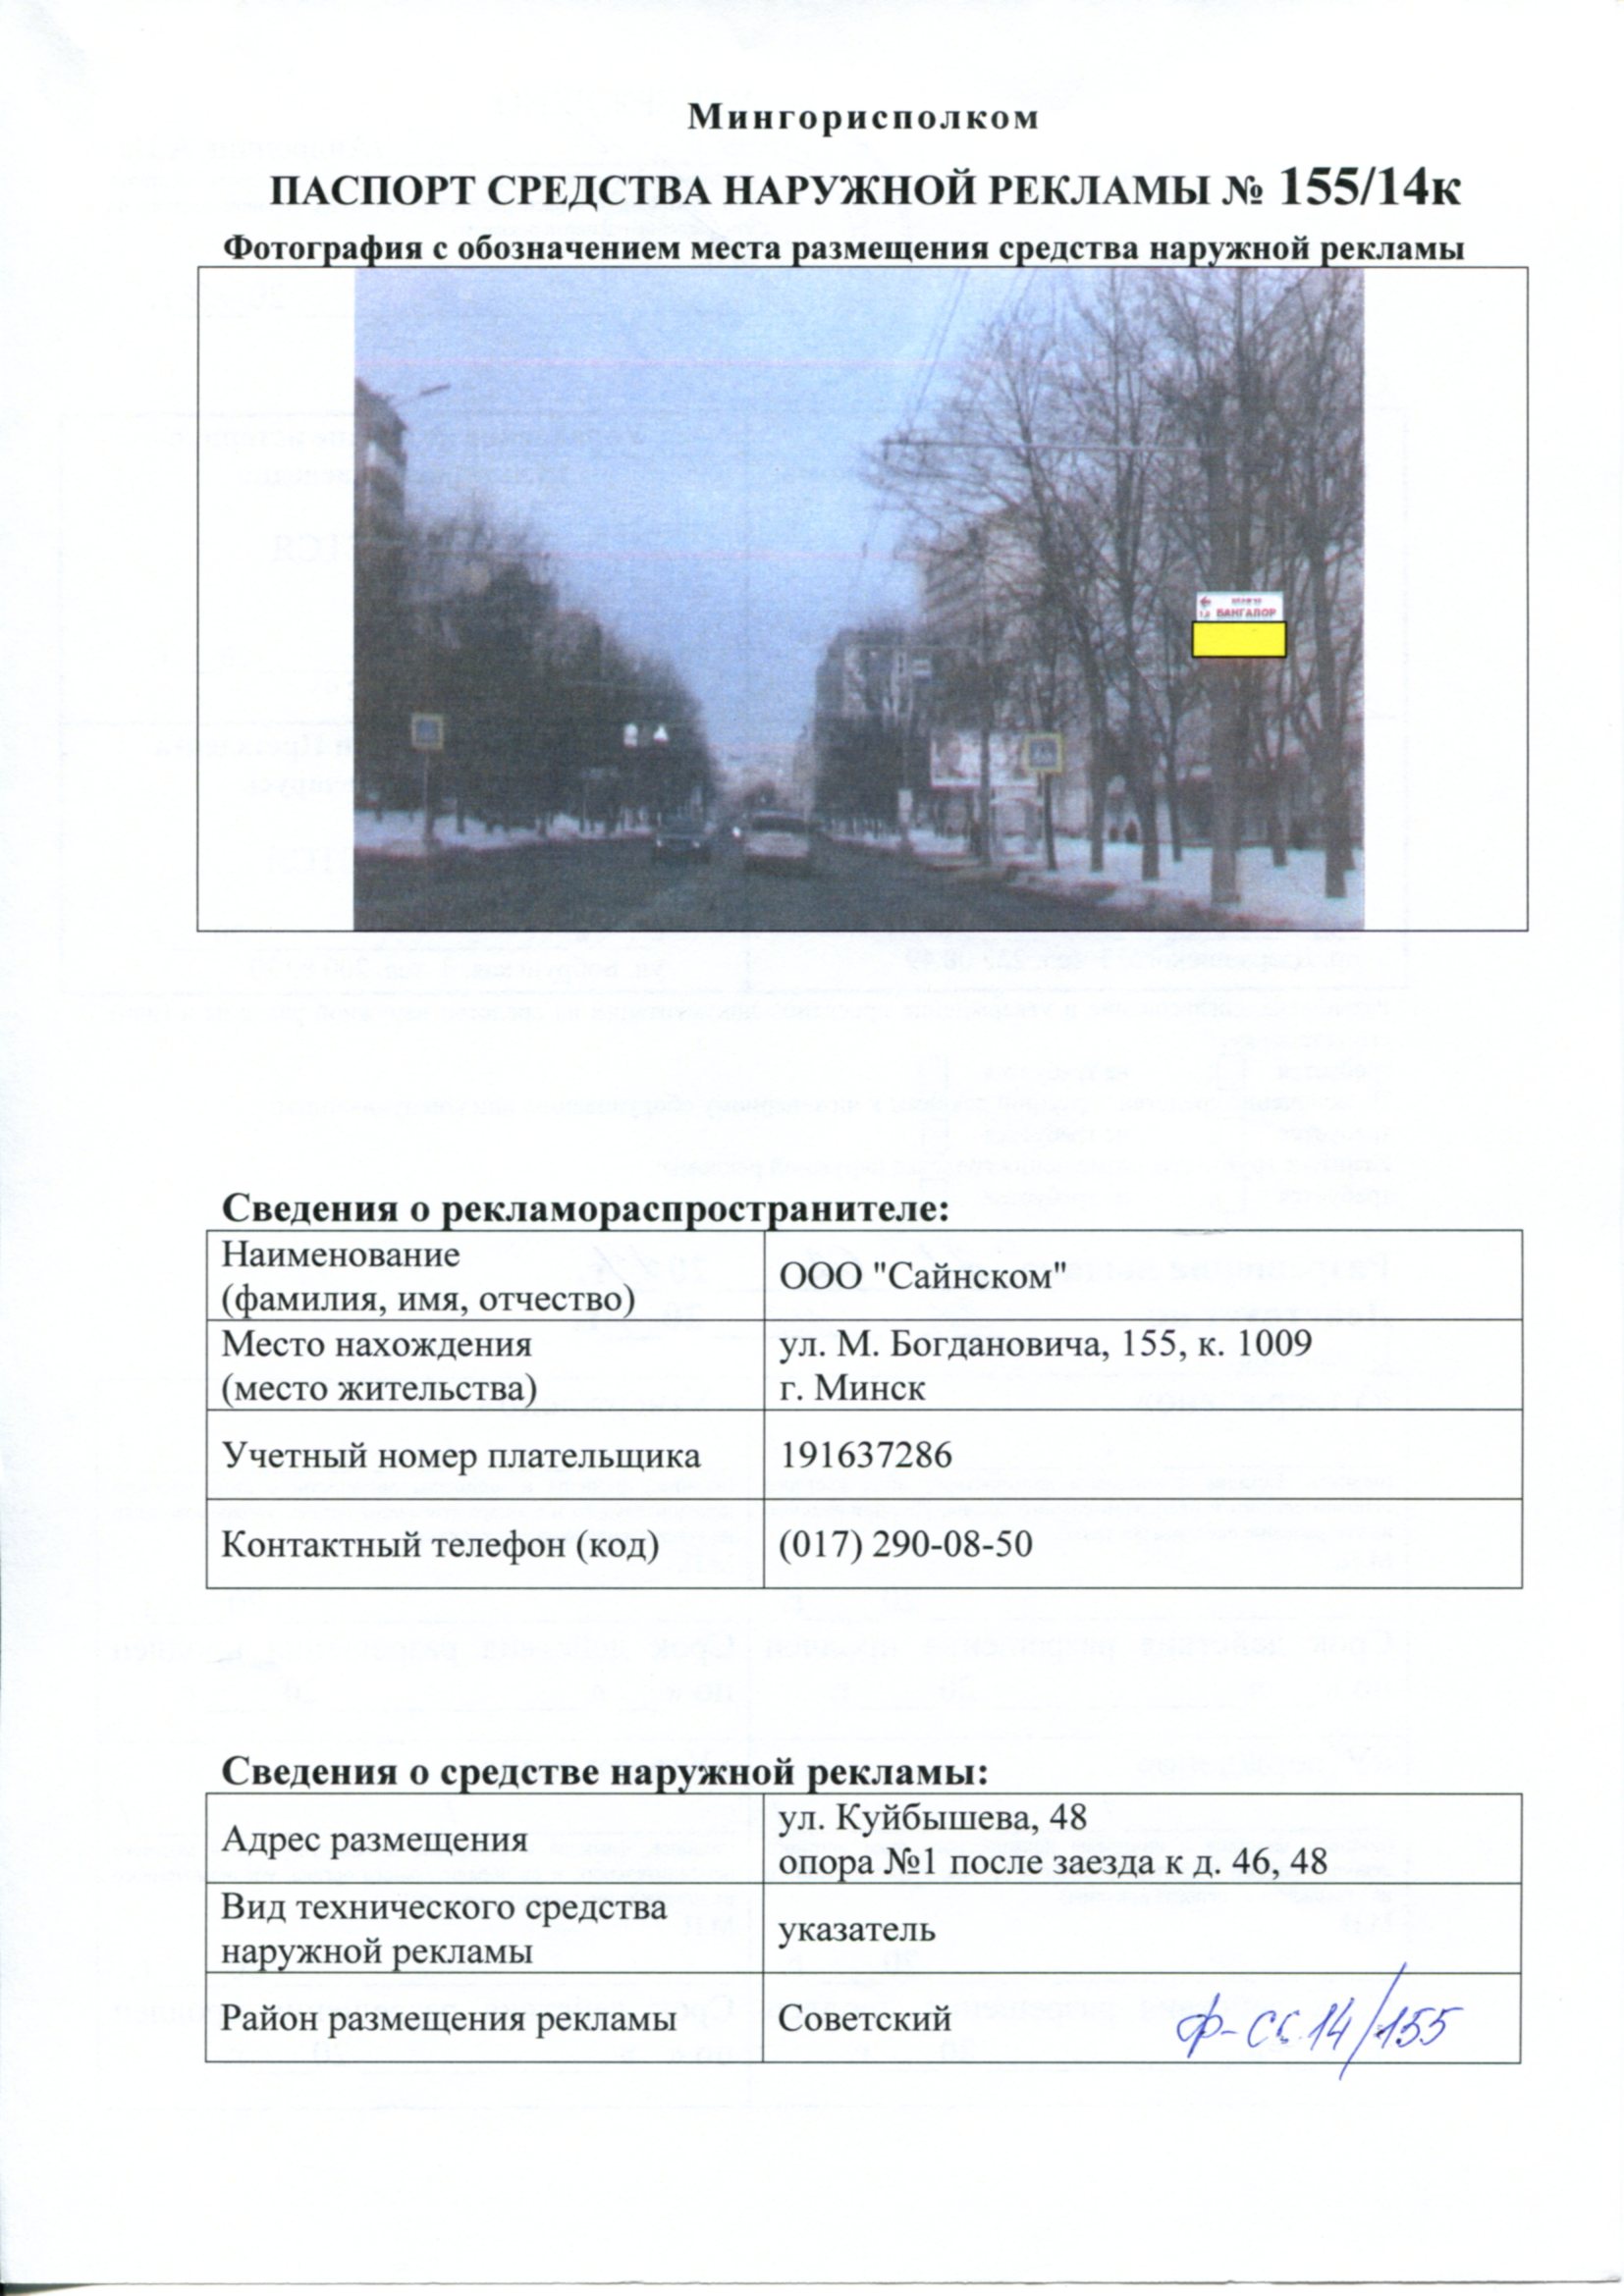 Мингорисполком
ПАСПОРТ СРЕДСТВА НАРУЖНОЙ РЕКЛАМЫ № 155/14к
Фотография с обозначением места размещения средства наружной рекламы
БАНГАЛОР
Сведения о рекламораспространителе:
Наименование
(фамилия, имя, отчество)
ООО "Сайнском"
Место нахождения
(место жительства)
ул. М. Богдановича, 155, к. 1009
г. Минск
Учетный номер плательщика
191637286
Контактный телефон (код)
(017) 290-08-50
Сведения о средстве наружной рекламы:
Адрес размещения
ул. Куйбышева, 48
опора №1 после заезда к д. 46, 48
Вид технического средства
наружной рекламы
указатель
Район размещения рекламы
Советский
14/155